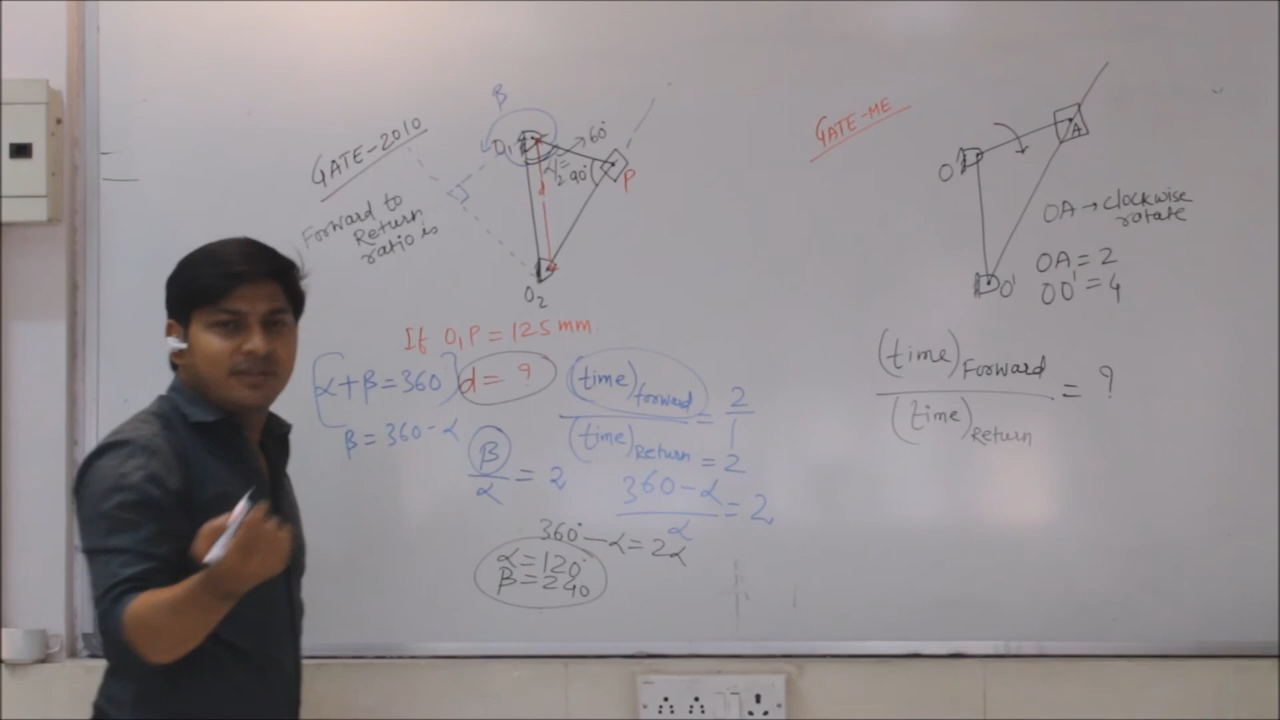 GATE-2010
Forward to
Return
ratio is
β
O₁
60°
α/2
90°
P
d
O₂
If O₁P = 125 mm
α + β = 360
d = ?
β = 360 - α
(time)forward
(time)Return
= 2/1
= 2
β/α = 2
360 - α / α = 2
360° - α = 2α
α = 120°
β = 240
GATE-ME
O
A
O'
OA → clockwise
rotate
OA = 2
OO' = 4
(time)Forward
(time)Return
= ?